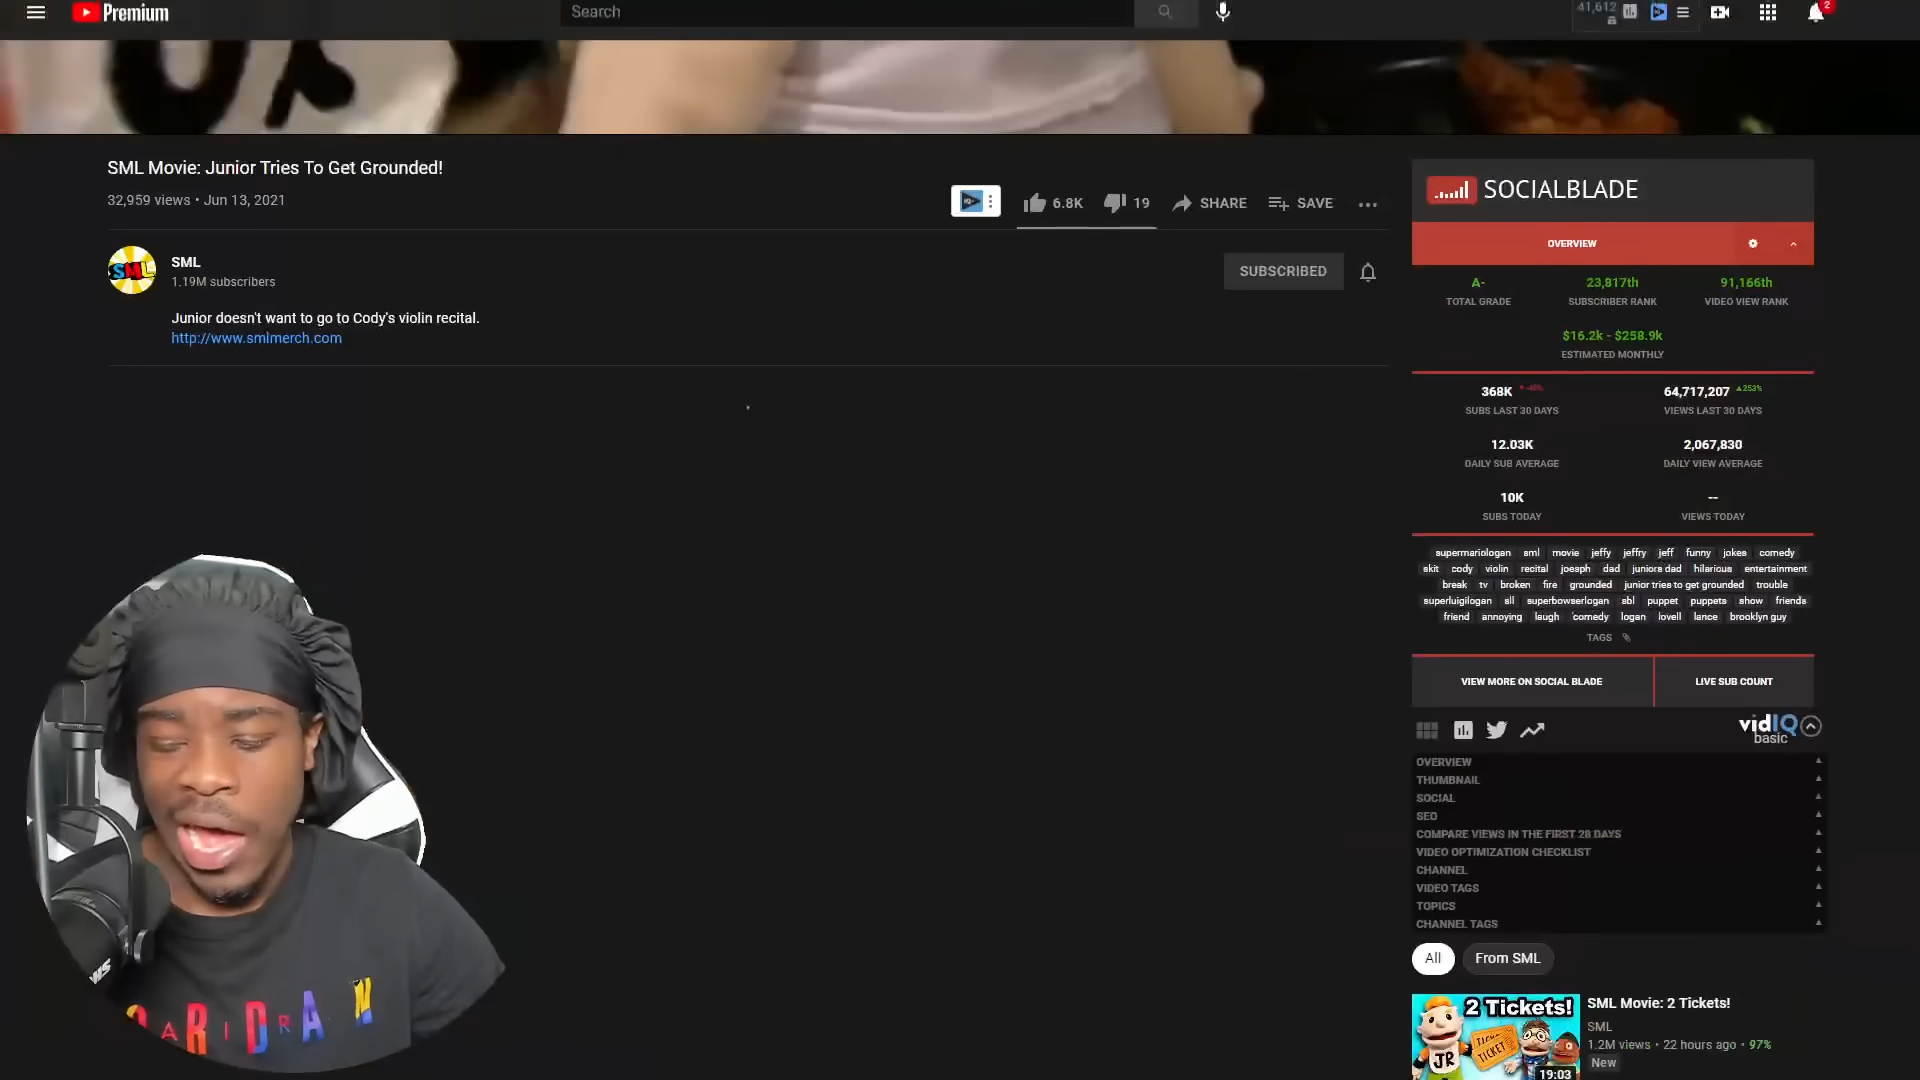 Premium
Search
41,612
2
SML Movie: Junior Tries To Get Grounded!
32,959 views • Jun 13, 2021
6.8K
19
SHARE
SAVE
SML
SML
1.19M subscribers
SUBSCRIBED
Junior doesn't want to go to Cody's violin recital.
http://www.smlmerch.com
SOCIALBLADE
OVERVIEW
A- 23,817th 91,166th
TOTAL GRADE SUBSCRIBER RANK VIDEO VIEW RANK
$16.2k - $258.9k
ESTIMATED MONTHLY
368K 64,717,207 ▲253%
SUBS LAST 30 DAYS VIEWS LAST 30 DAYS
12.03K 2,067,830
DAILY SUB AVERAGE DAILY VIEW AVERAGE
10K --
SUBS TODAY VIEWS TODAY
supermariologan sml movie jeffy jeffry jeff funny jokes comedy
skit cody violin recital joesph dad juniors dad hilarious entertainment
break tv broken fire grounded junior tries to get grounded trouble
superluigilogan sll superbowserlogan sbl puppet puppets show friends
friend annoying laugh 'comedy logan lovell lance brooklyn guy
TAGS
VIEW MORE ON SOCIAL BLADE LIVE SUB COUNT
vidIQ
basic
OVERVIEW
THUMBNAIL
SOCIAL
SEO
COMPARE VIEWS IN THE FIRST 28 DAYS
VIDEO OPTIMIZATION CHECKLIST
CHANNEL
VIDEO TAGS
TOPICS
CHANNEL TAGS
All From SML
2 Tickets!
TICKET
JR
19:03
SML Movie: 2 Tickets!
SML
1.2M views • 22 hours ago • 97%
New